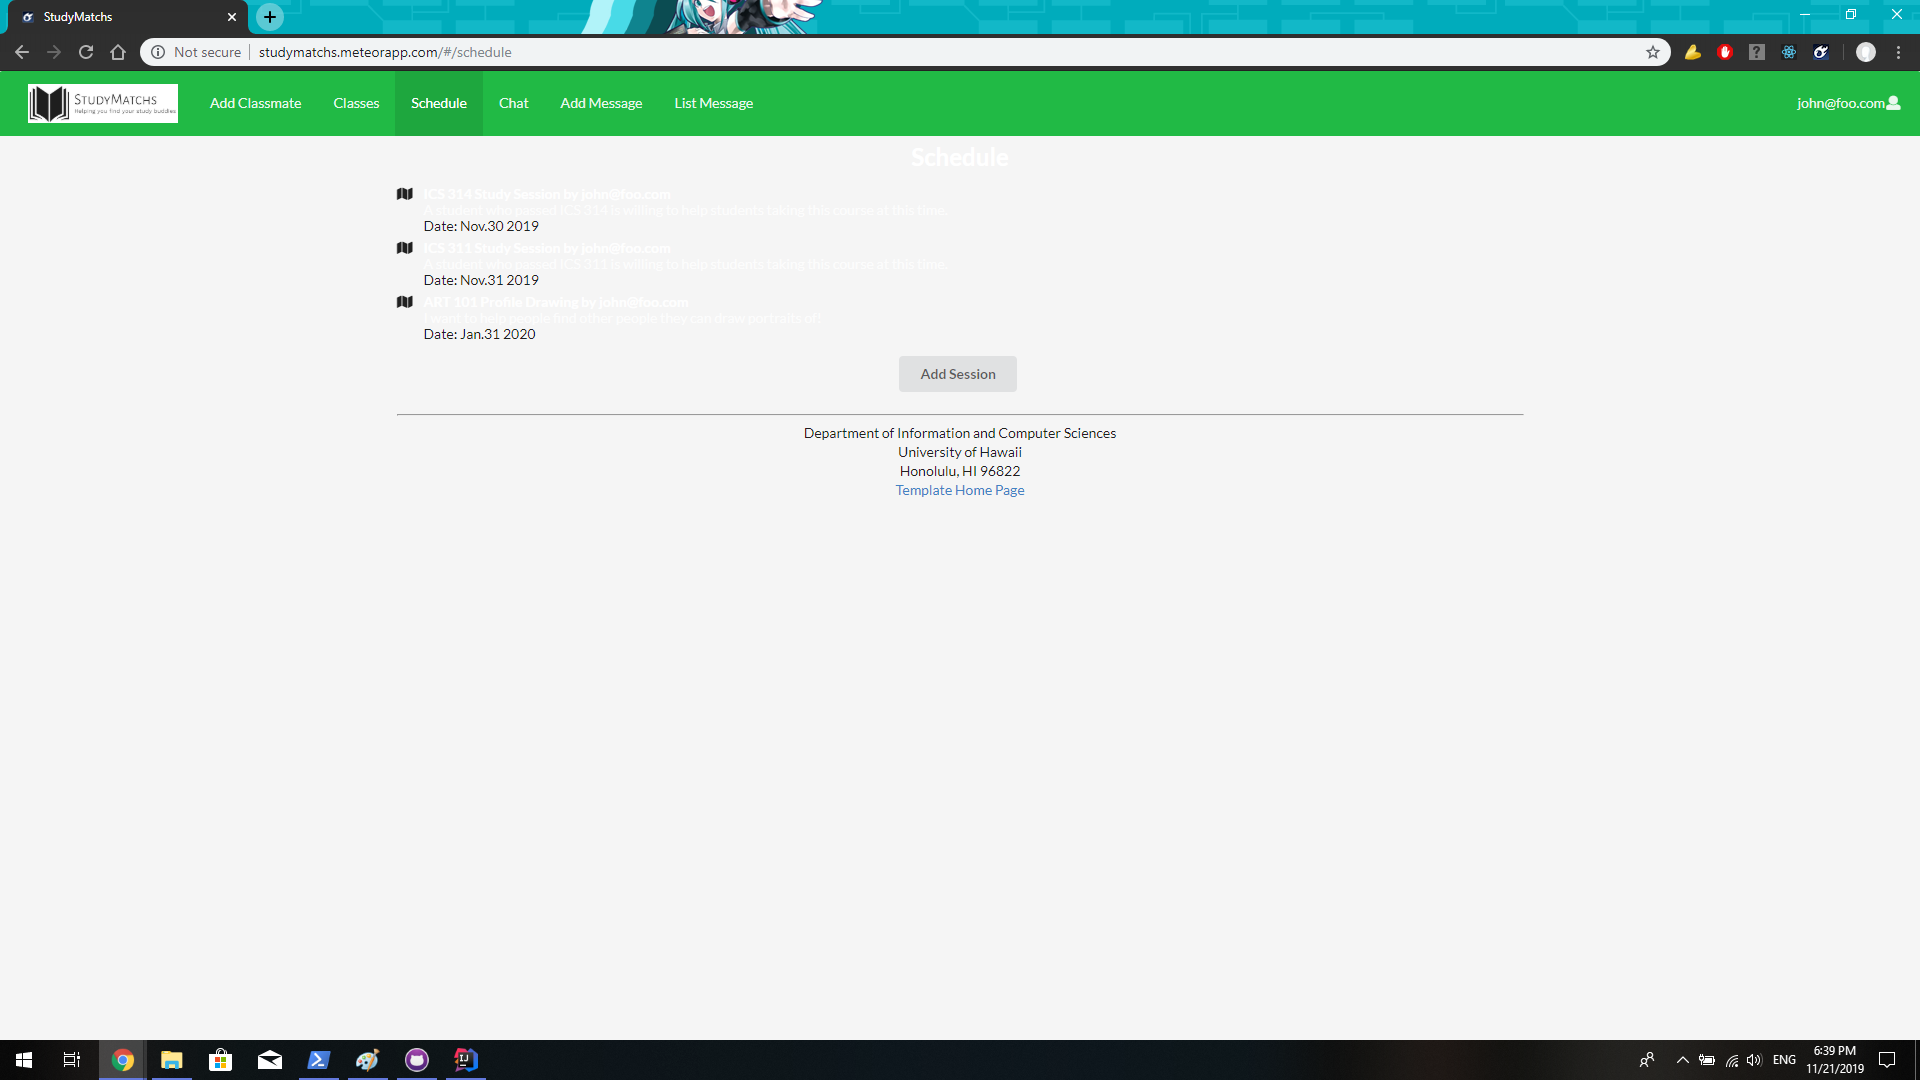 StudyMatchs
Not secure | studymatchs.meteorapp.com/#/schedule
StudyMatchs
Helping you find your study buddies
Add Classmate Classes Schedule Chat Add Message List Message john@foo.com
Schedule
ICS 314 Study Session by john@foo.com
A student who passed ICS 314 is willing to help students taking this course at this time.
Date: Nov.30 2019
ICS 311 Study Session by john@foo.com
A student who passed ICS 311 is willing to help students taking this course at this time.
Date: Nov.31 2019
ART 101 Profile Drawing by john@foo.com
I want to help people find other people they can draw portraits of!
Date: Jan.31 2020
Add Session
Department of Information and Computer Sciences
University of Hawaii
Honolulu, HI 96822
Template Home Page
ENG
6:39 PM
11/21/2019